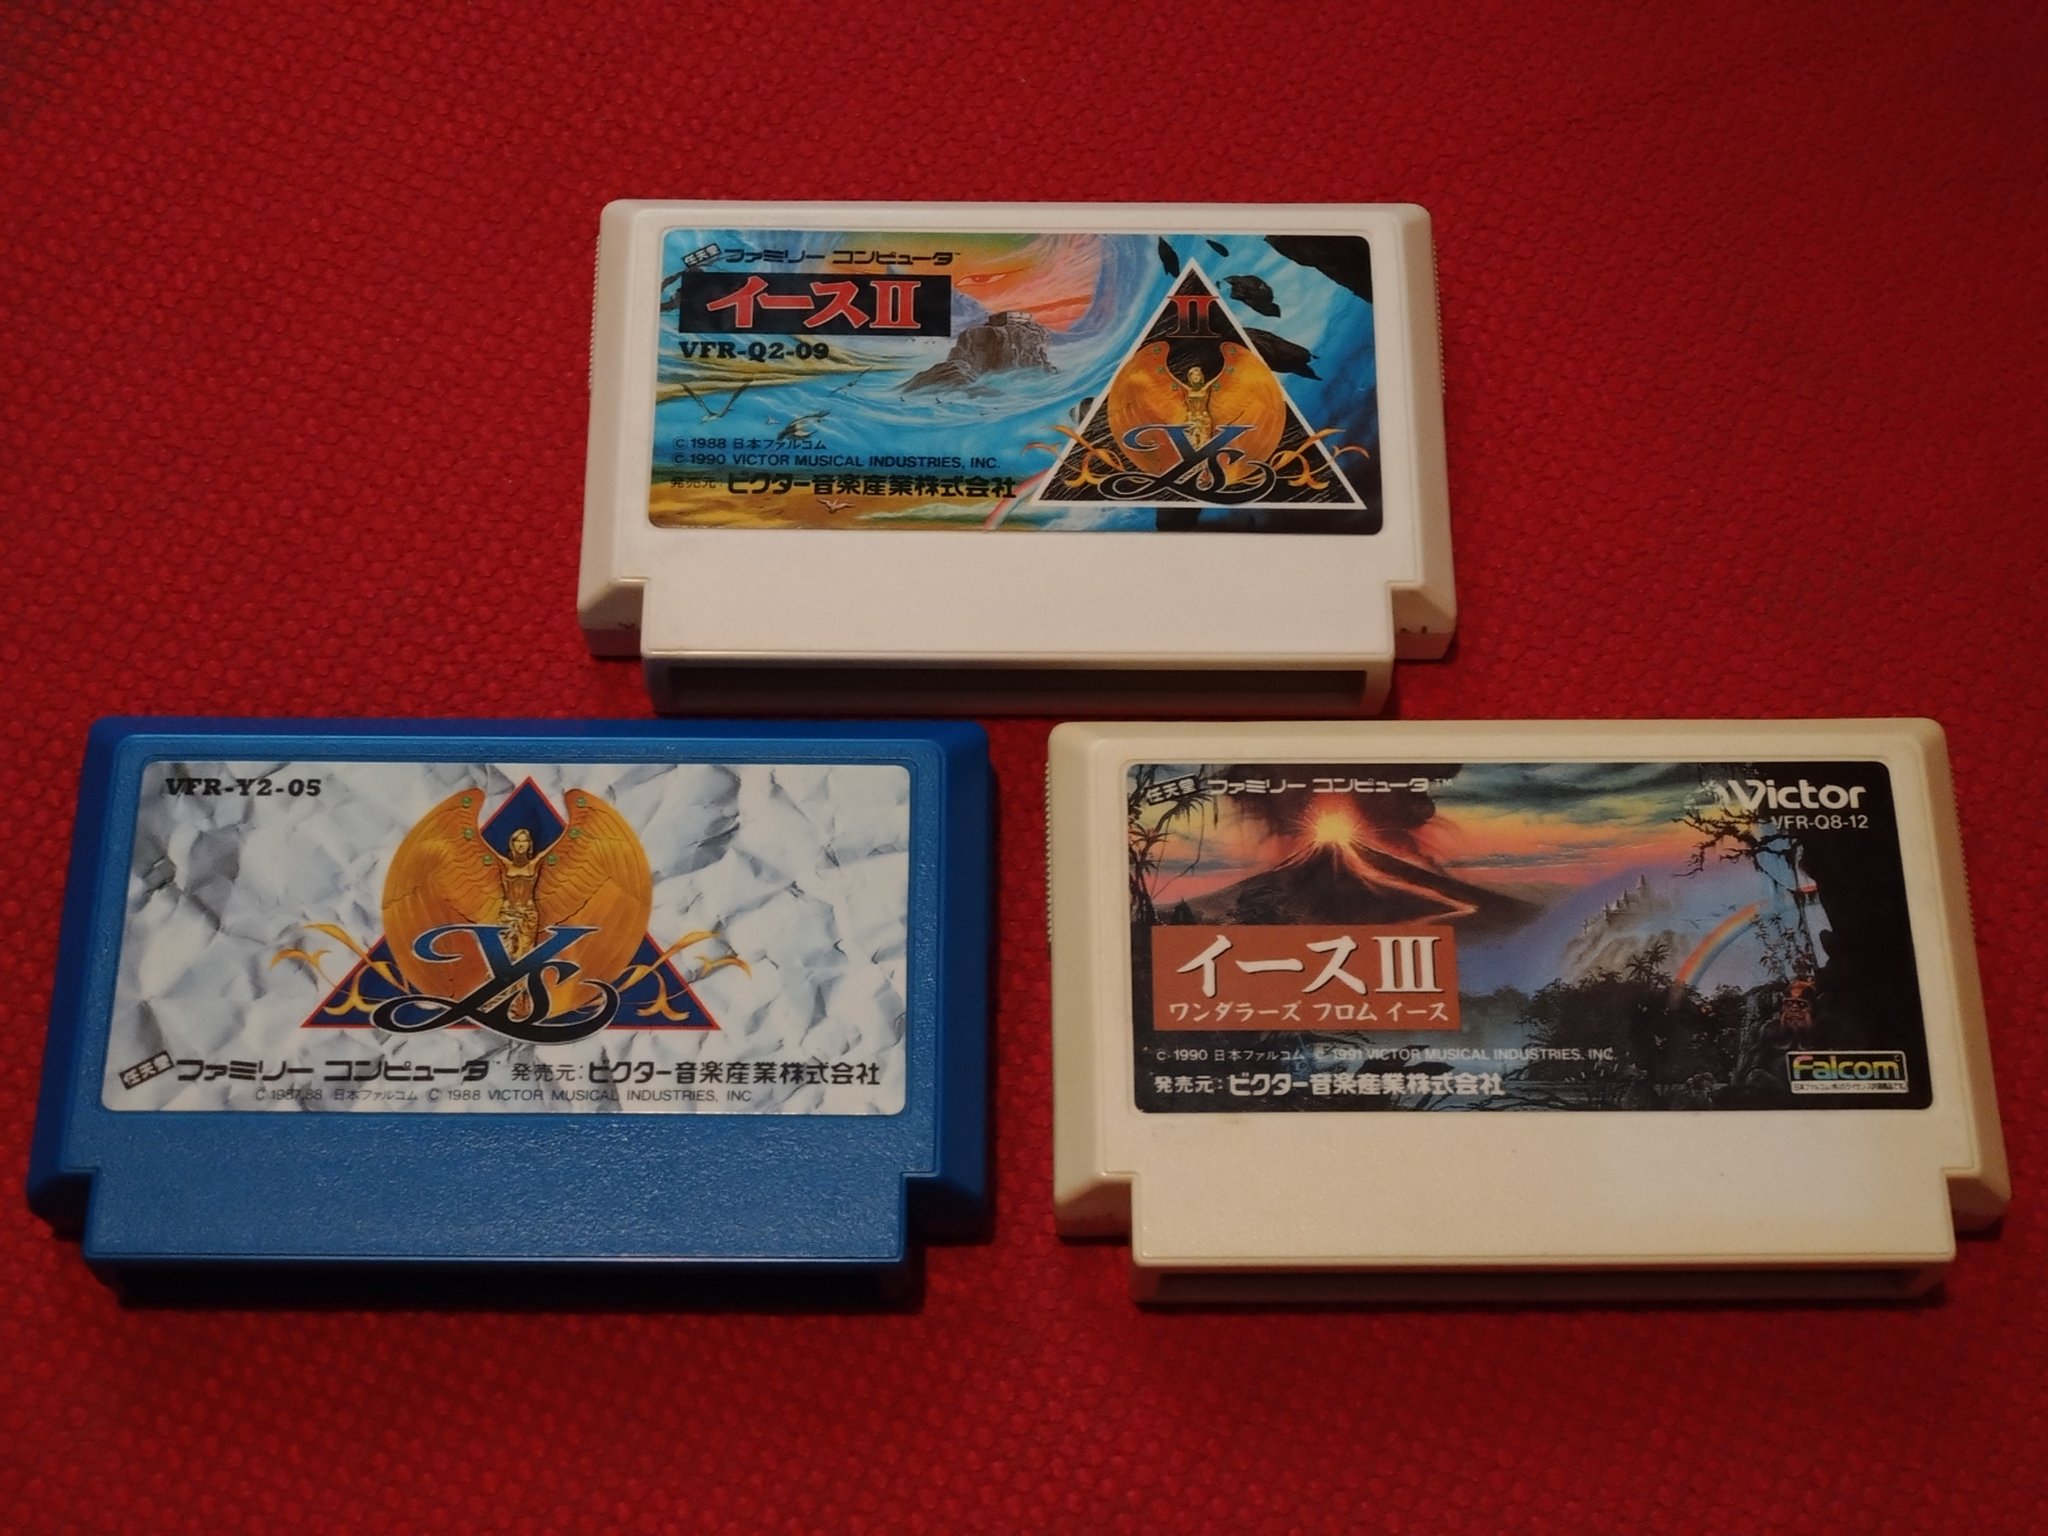 任天堂 ファミリー コンピュータ™
イースII
VFR-Q2-09
II
Ys
© 1988 日本ファルコム
© 1990 VICTOR MUSICAL INDUSTRIES, INC.
発売元：ビクター音楽産業株式会社
VFR-Y2-05
Ys
任天堂 ファミリー コンピュータ™ 発売元：ビクター音楽産業株式会社
© 1987,88 日本ファルコム © 1988 VICTOR MUSICAL INDUSTRIES, INC.
任天堂 ファミリー コンピュータ™
Victor
VFR-Q8-12
イースIII
ワンダラーズ フロム イース
© 1990 日本ファルコム © 1991 VICTOR MUSICAL INDUSTRIES, INC.
発売元：ビクター音楽産業株式会社
Falcom